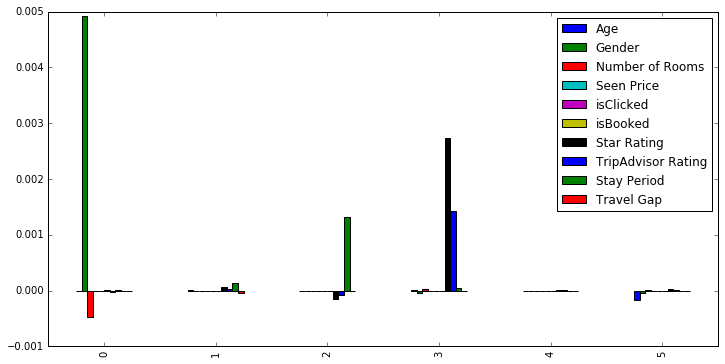 0.005
0.004
0.003
0.002
0.001
0.000
−0.001
0
1
2
3
4
5
Age
Gender
Number of Rooms
Seen Price
isClicked
isBooked
Star Rating
TripAdvisor Rating
Stay Period
Travel Gap